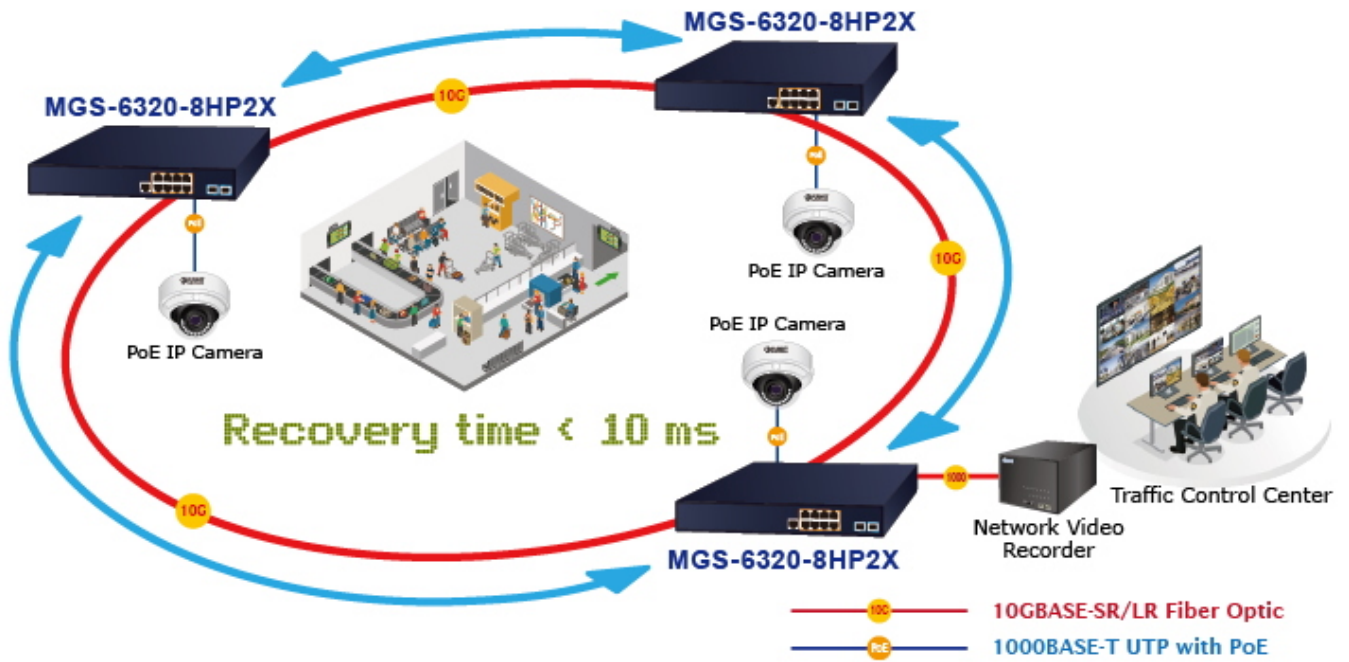 MGS-6320-8HP2X
MGS-6320-8HP2X
10G
PoE
PoE IP Camera
PoE
PoE IP Camera
10G
PoE IP Camera
Recovery time < 10 ms
PoE
10G
1000
MGS-6320-8HP2X
Network Video
Recorder
Traffic Control Center
10G
10GBASE-SR/LR Fiber Optic
PoE
1000BASE-T UTP with PoE